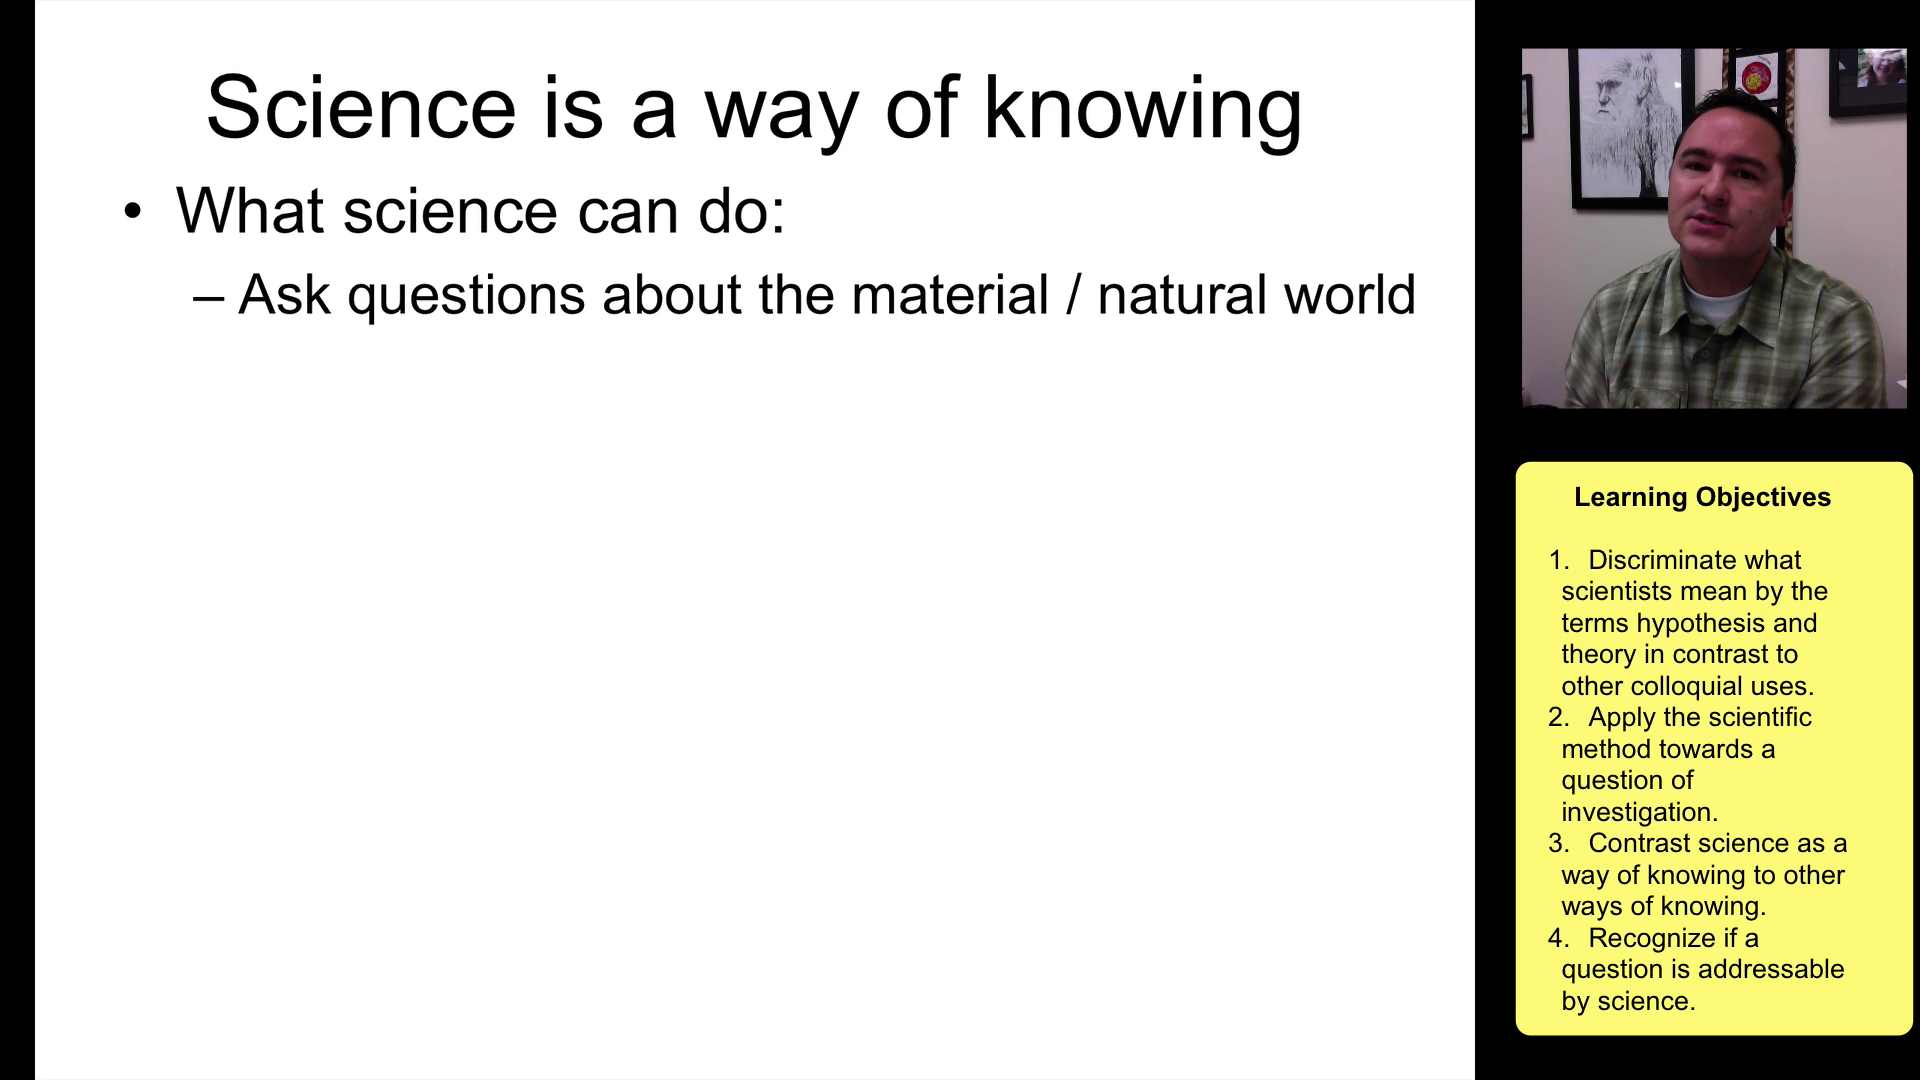 Science is a way of knowing
• What science can do:
– Ask questions about the material / natural world
Learning Objectives
1. Discriminate what
scientists mean by the
terms hypothesis and
theory in contrast to
other colloquial uses.
2. Apply the scientific
method towards a
question of
investigation.
3. Contrast science as a
way of knowing to other
ways of knowing.
4. Recognize if a
question is addressable
by science.